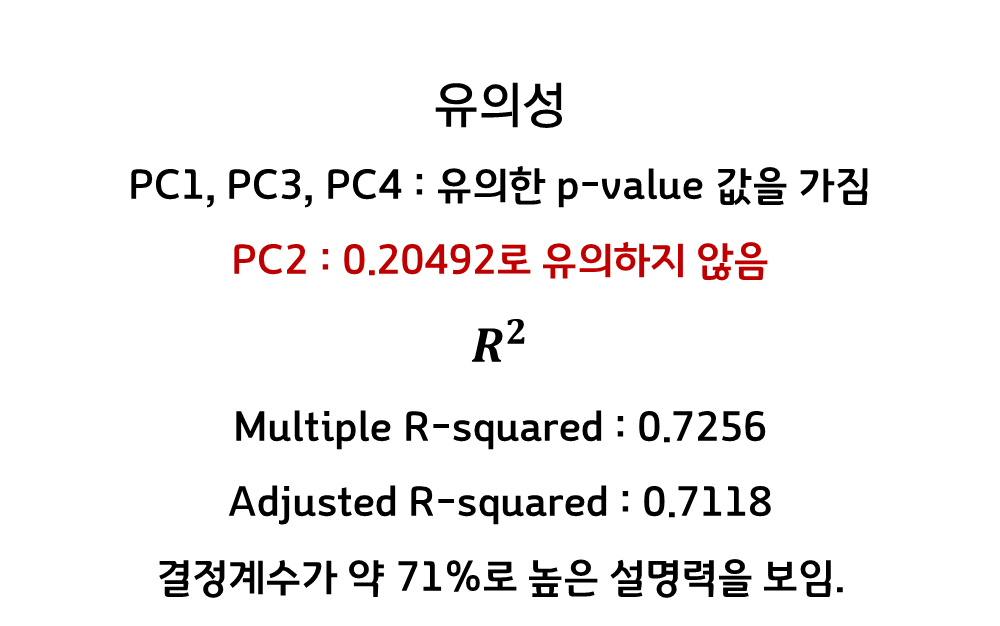 유의성
PC1, PC3, PC4 : 유의한 p-value 값을 가짐
PC2 : 0.20492로 유의하지 않음
R²
Multiple R-squared : 0.7256
Adjusted R-squared : 0.7118
결정계수가 약 71%로 높은 설명력을 보임.